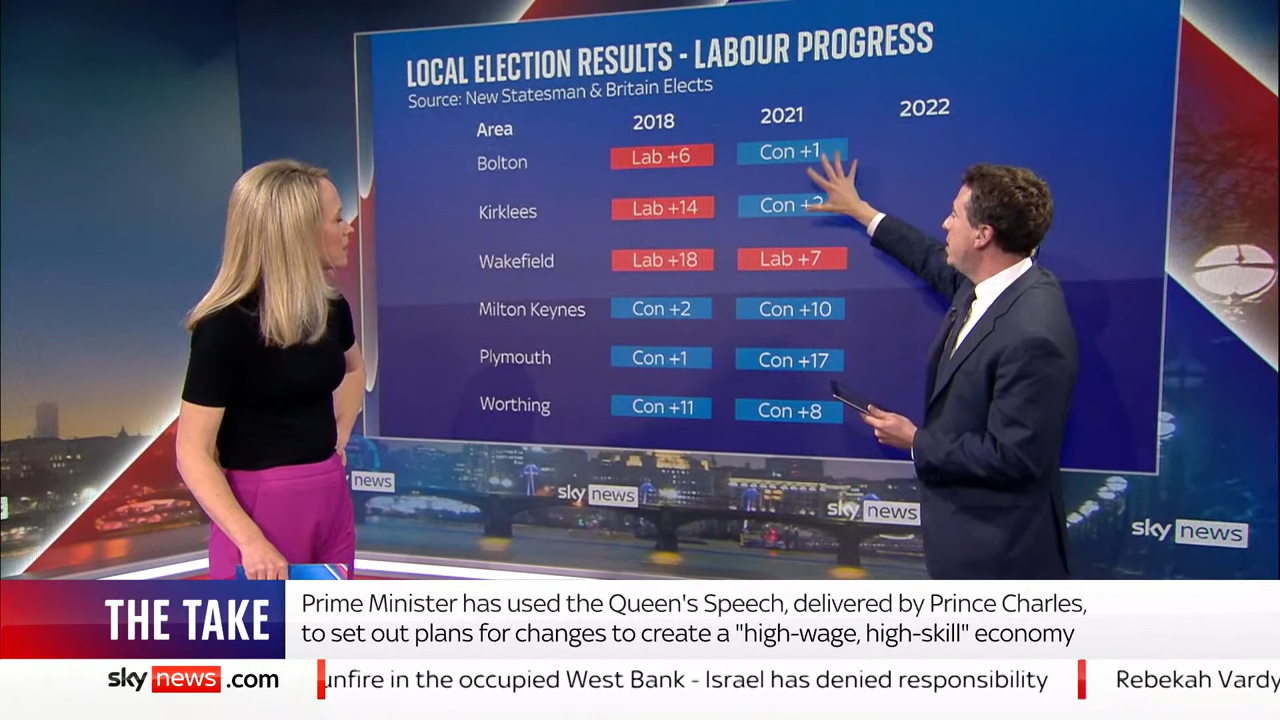 LOCAL ELECTION RESULTS - LABOUR PROGRESS
Source: New Statesman & Britain Elects
Area 2018 2021 2022
Bolton Lab +6 Con +1
Kirklees Lab +14 Con
Wakefield Lab +18 Lab +7
Milton Keynes Con +2 Con +10
Plymouth Con +1 Con +17
Worthing Con +11 Con +8
news
sky news
sky news
sky news
THE TAKE
Prime Minister has used the Queen's Speech, delivered by Prince Charles,
to set out plans for changes to create a "high-wage, high-skill" economy
sky news .com
unfire in the occupied West Bank - Israel has denied responsibility
Rebekah Vardy